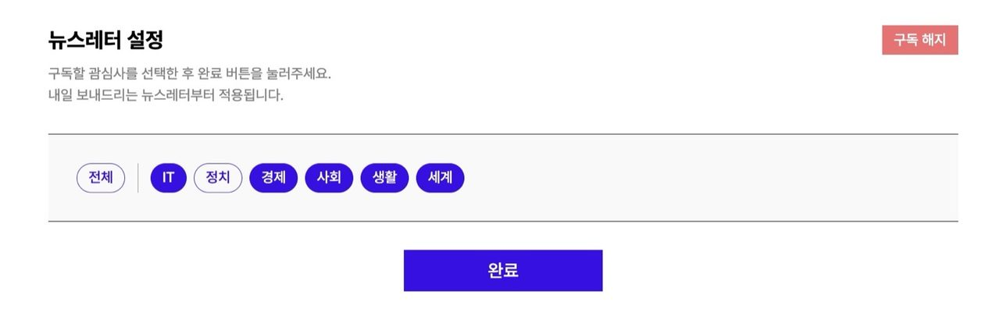 뉴스레터 설정
구독 해지
구독할 괌심사를 선택한 후 완료 버튼을 눌러주세요.
내일 보내드리는 뉴스레터부터 적용됩니다.
전체 IT 정치 경제 사회 생활 세계
완료